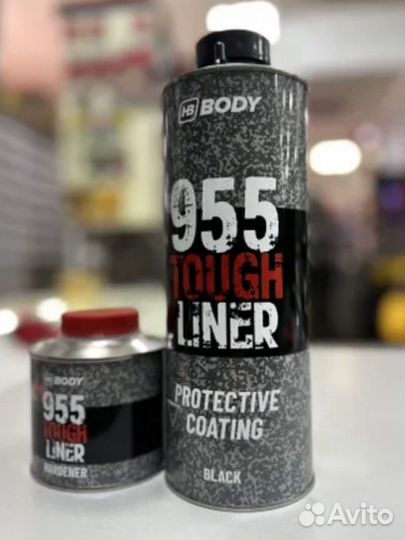 HB BODY
955
TOUGH
LINER
PROTECTIVE
COATING
BLACK
HB BODY
955
TOUGH
LINER
HARDENER
Avito